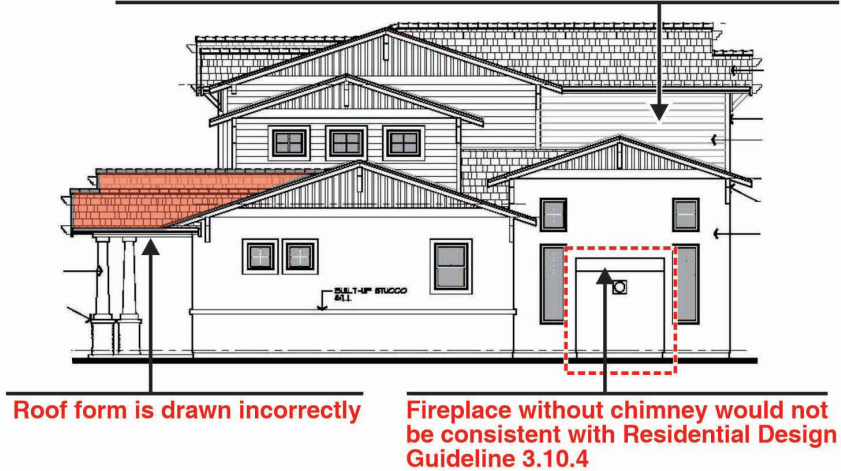 BUILT-UP STUCCO
SILL
Roof form is drawn incorrectly
Fireplace without chimney would not
be consistent with Residential Design
Guideline 3.10.4